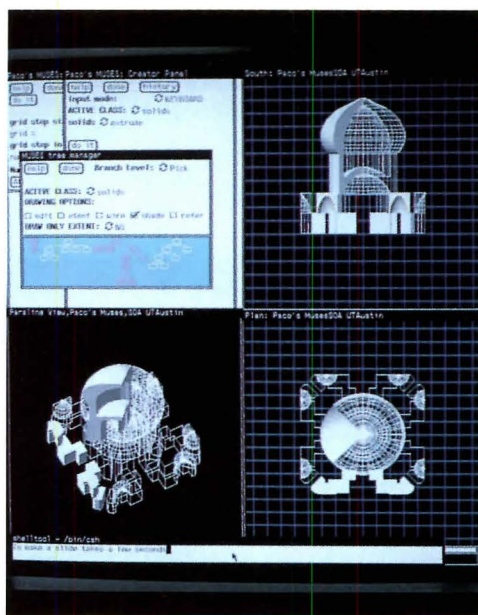 Paco's MUSES: Paco's MUSES: Creator Panel
help done help done history
do it input mode: KEYBOARD
ACTIVE CLASS: solids
solids extrude
grid step
grid
grid step do it
MUSES tree manager
help done Branch Level: Pick
ACTIVE CLASS: solids
DRAWING OPTIONS:
edit extent wire shade refer
DRAW ONLY EXTENT: NO
South: Paco's MusesSOA UTAustin
Paraline View, Paco's Muses,SOA UTAustin
Plan: Paco's MusesSOA UTAustin
shelltool - /bin/csh
To make a slide takes a few seconds